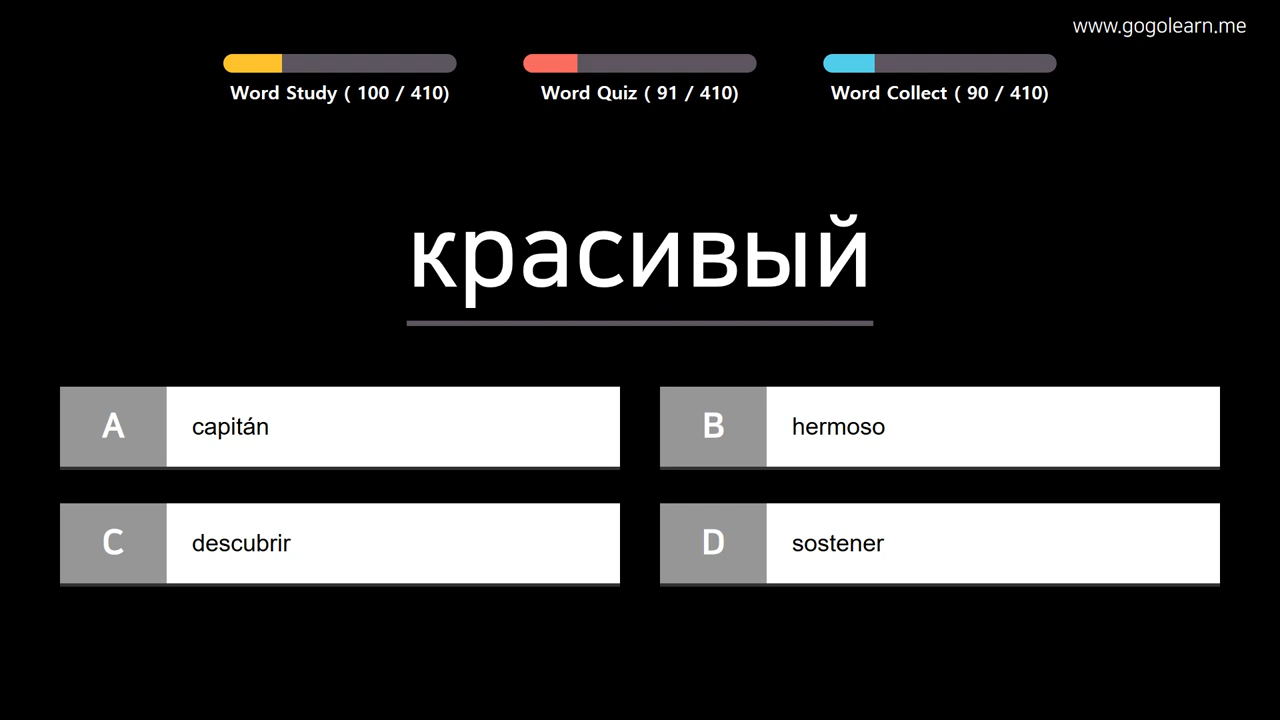 www.gogolearn.me
Word Study ( 100 / 410)
Word Quiz ( 91 / 410)
Word Collect ( 90 / 410)
красивый
A capitán
B hermoso
C descubrir
D sostener